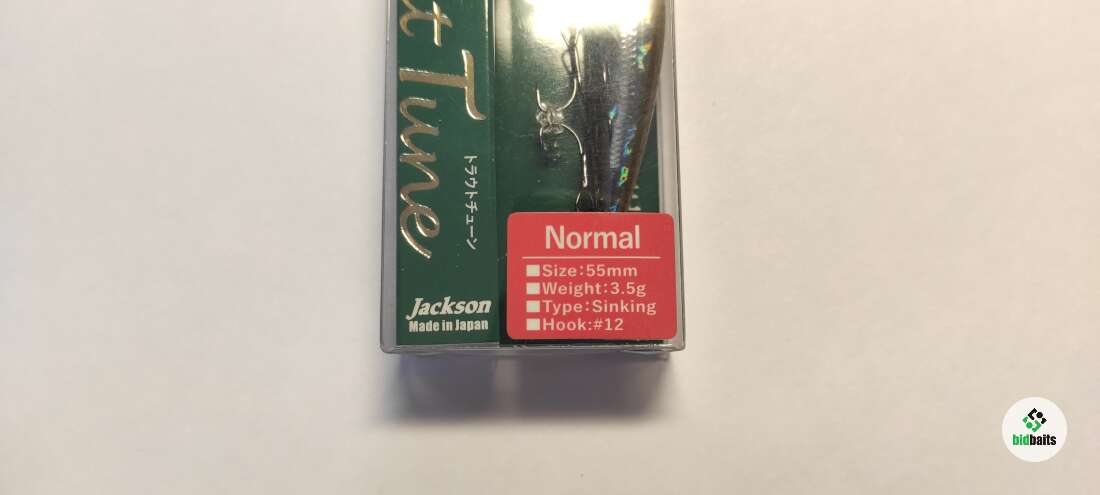 t Tune
トラウトチューン
Jackson
Made in Japan
Normal
Size:55mm
Weight:3.5g
Type:Sinking
Hook:#12
bidbaits